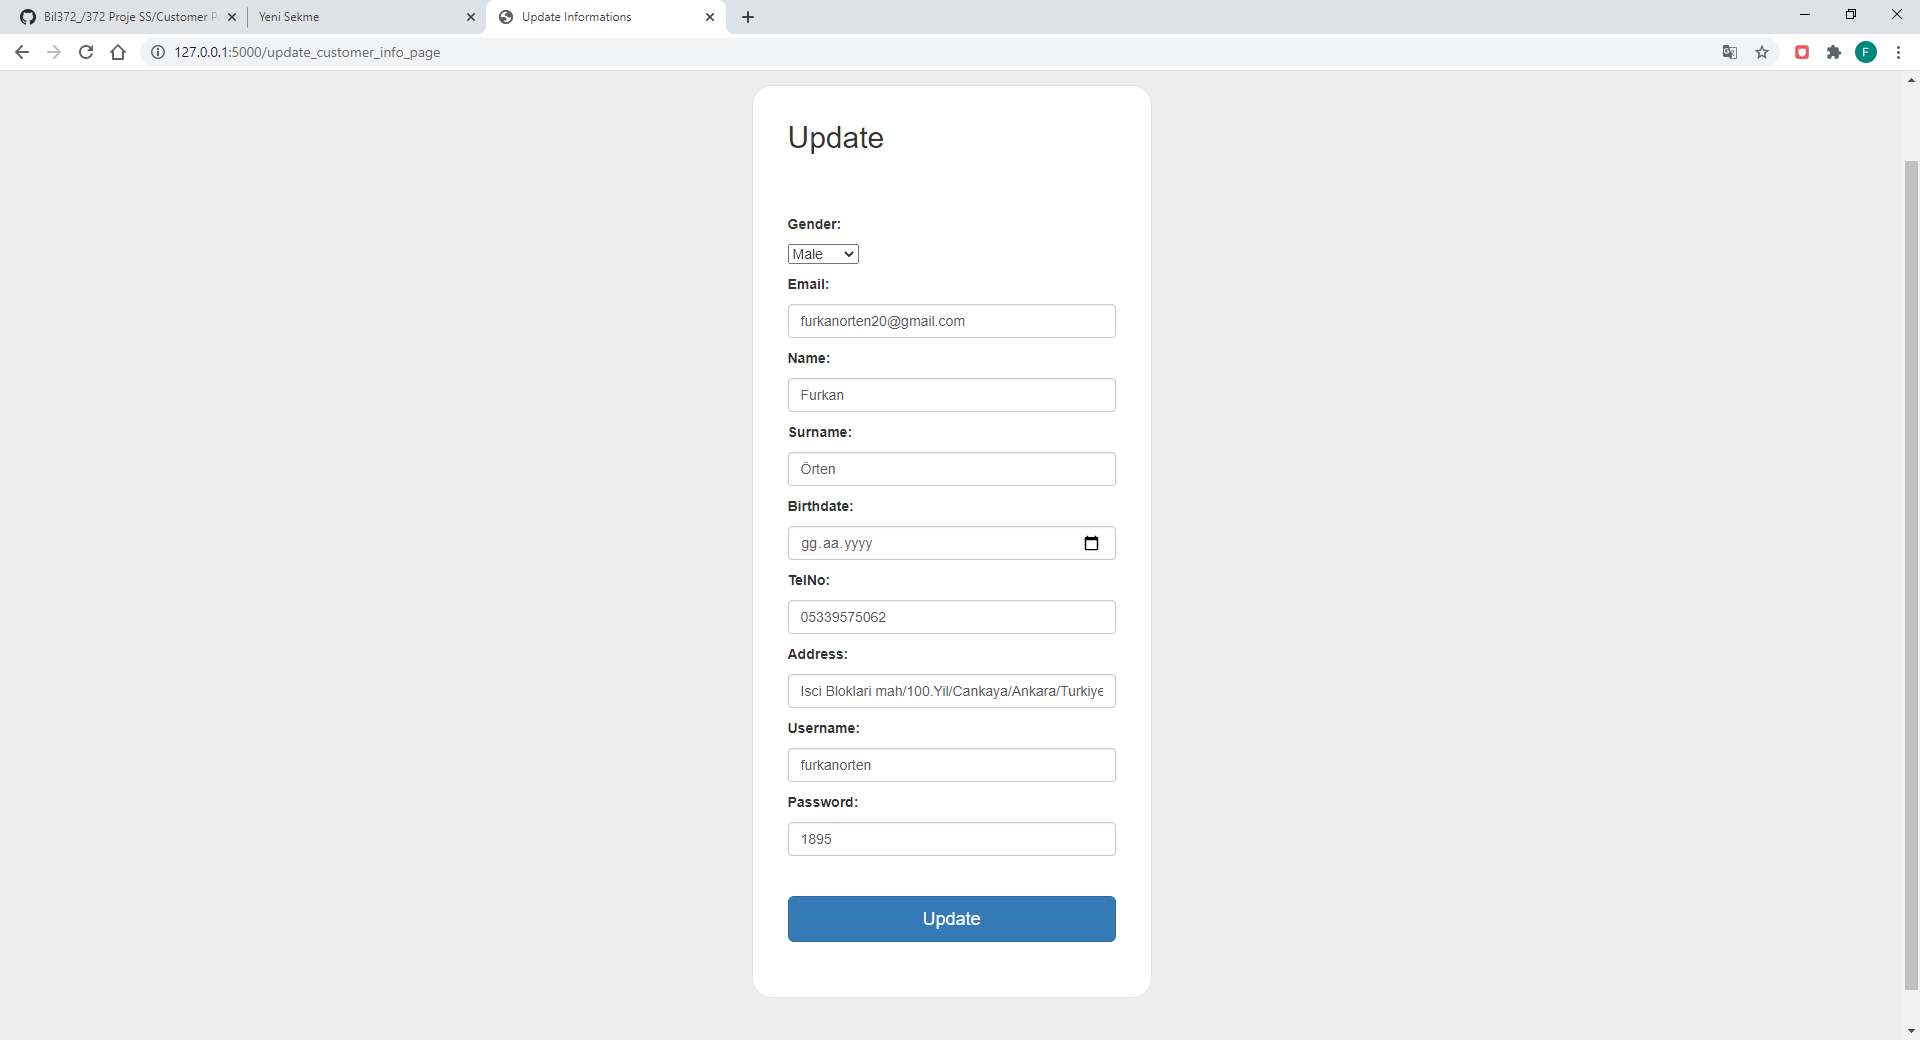 Bil372_/372 Proje SS/Customer P
Yeni Sekme
Update Informations
127.0.0.1:5000/update_customer_info_page
F
Update
Gender:
Male
Email:
furkanorten20@gmail.com
Name:
Furkan
Surname:
Örten
Birthdate:
gg.aa.yyyy
TelNo:
05339575062
Address:
Isci Bloklari mah/100.Yil/Cankaya/Ankara/Turkiye
Username:
furkanorten
Password:
1895
Update